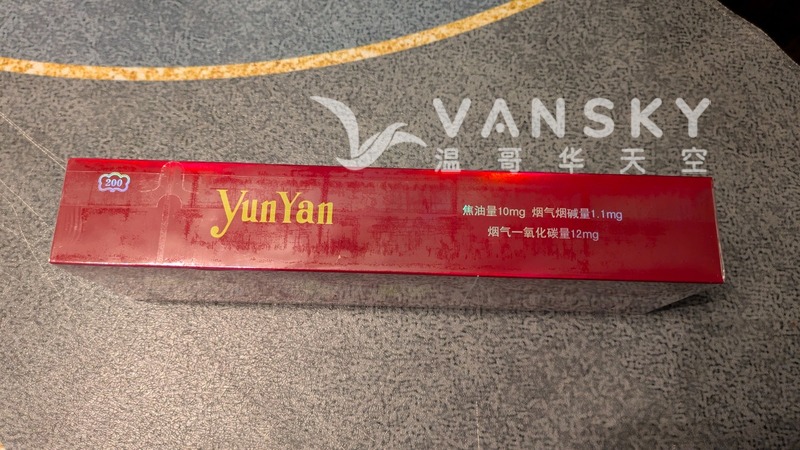 VANSKY
温哥华天空
200
YunYan
焦油量10mg 烟气烟碱量1.1mg
烟气一氧化碳量12mg